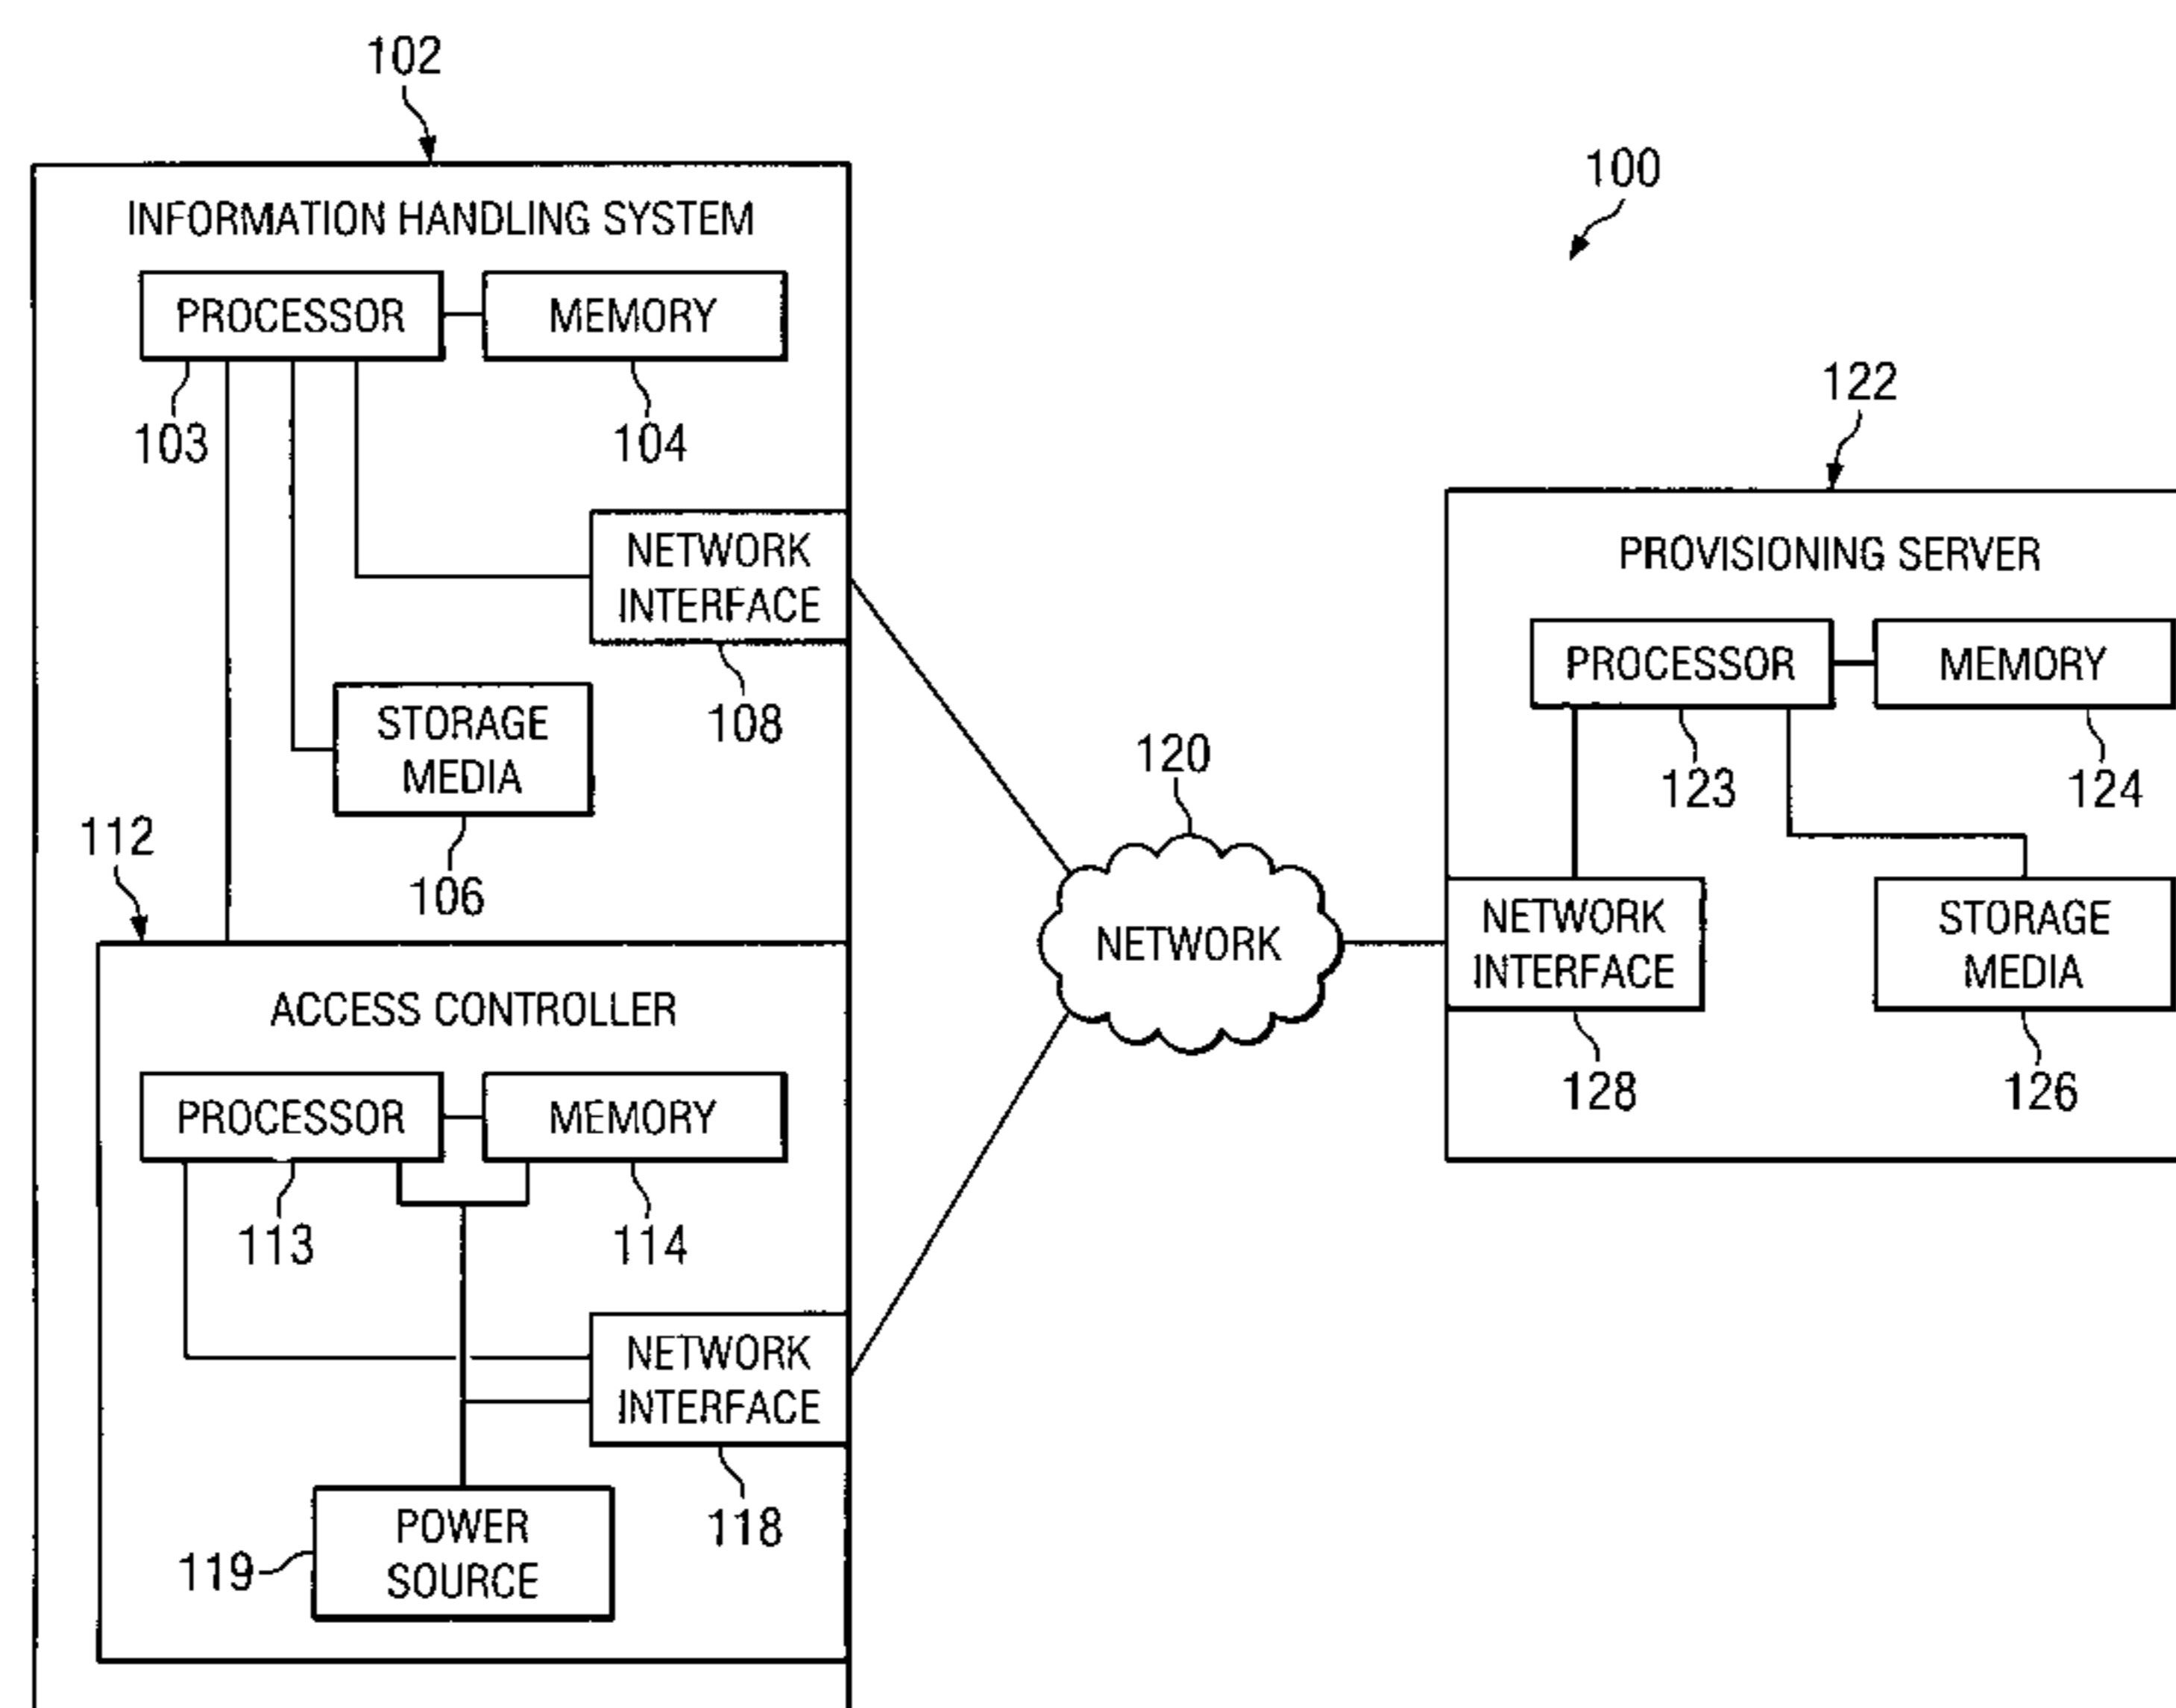 102
100
INFORMATION HANDLING SYSTEM
PROCESSOR
MEMORY
103
104
NETWORK
INTERFACE
108
STORAGE
MEDIA
106
112
ACCESS CONTROLLER
PROCESSOR
MEMORY
113
114
NETWORK
INTERFACE
118
POWER
SOURCE
119
120
NETWORK
122
PROVISIONING SERVER
PROCESSOR
MEMORY
123
124
NETWORK
INTERFACE
128
STORAGE
MEDIA
126